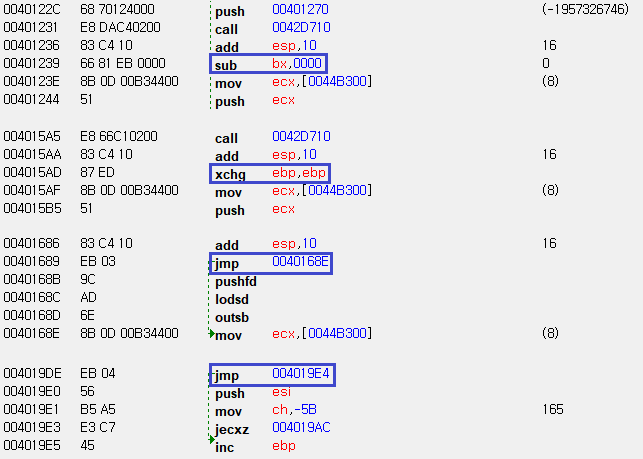 0040122C 68 70124000 push 00401270 (-1957326746)
00401231 E8 DAC40200 call 0042D710
00401236 83 C4 10 add esp,10 16
00401239 66 81 EB 0000 sub bx,0000 0
0040123E 8B 0D 00B34400 mov ecx,[0044B300] (8)
00401244 51 push ecx
004015A5 E8 66C10200 call 0042D710
004015AA 83 C4 10 add esp,10 16
004015AD 87 ED xchg ebp,ebp
004015AF 8B 0D 00B34400 mov ecx,[0044B300] (8)
004015B5 51 push ecx
00401686 83 C4 10 add esp,10 16
00401689 EB 03 jmp 0040168E
0040168B 9C pushfd
0040168C AD lodsd
0040168D 6E outsb
0040168E 8B 0D 00B34400 mov ecx,[0044B300] (8)
004019DE EB 04 jmp 004019E4
004019E0 56 push esi
004019E1 B5 A5 mov ch,-5B 165
004019E3 E3 C7 jecxz 004019AC
004019E5 45 inc ebp